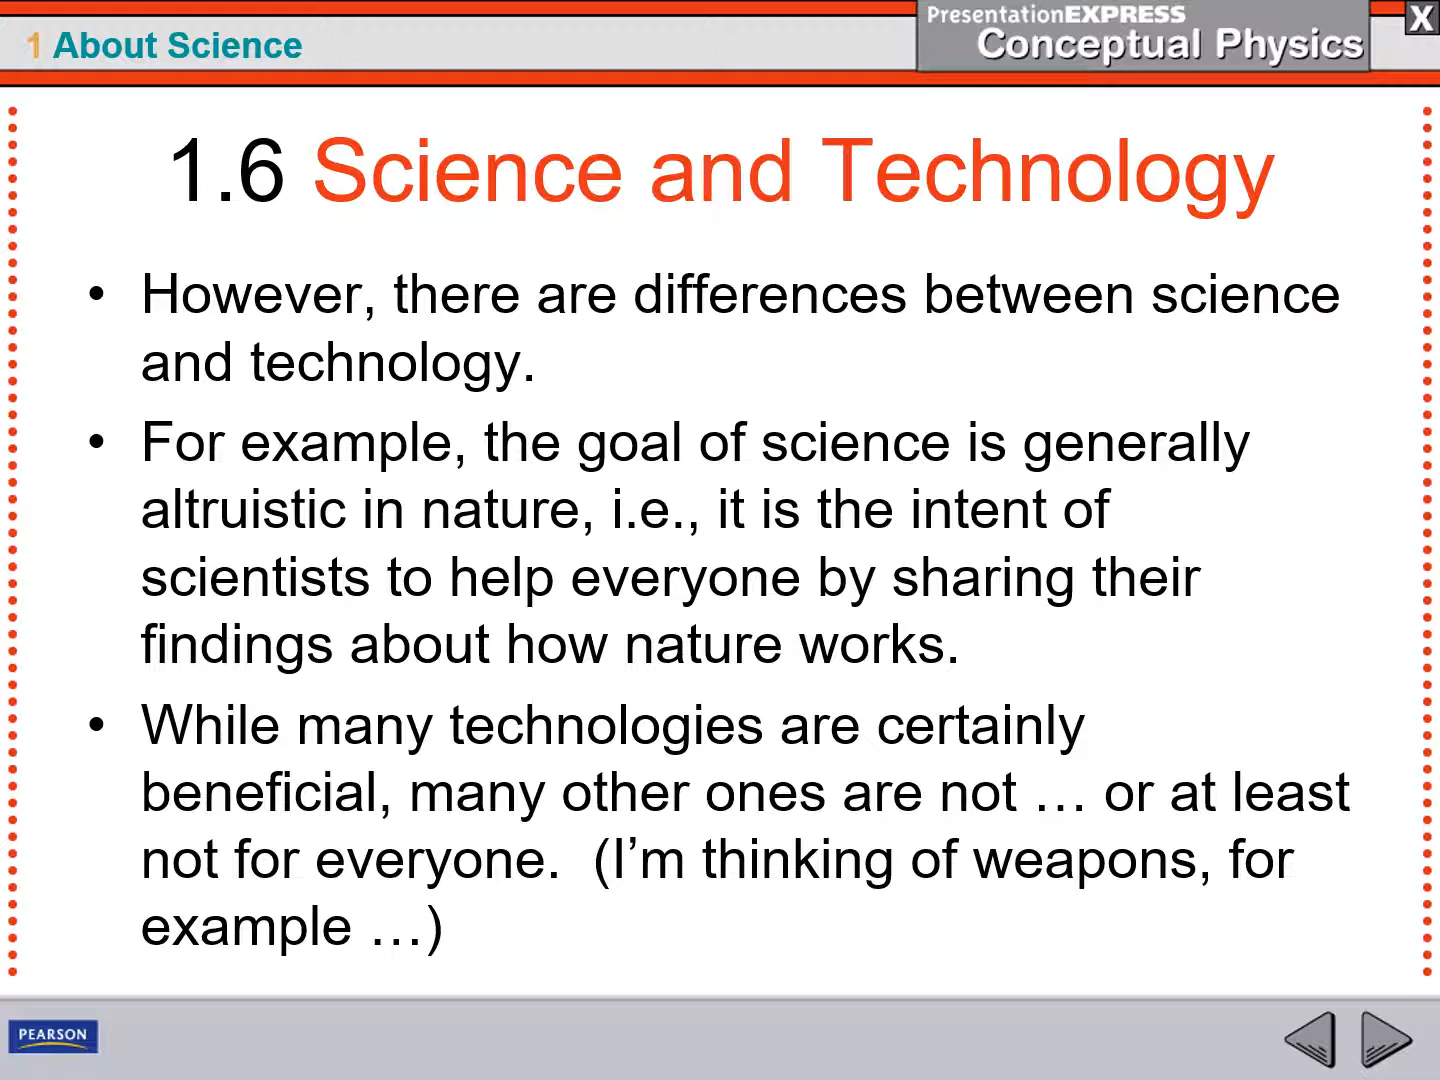 1 About Science
PresentationEXPRESS
Conceptual Physics
X
1.6 Science and Technology
• However, there are differences between science
and technology.
• For example, the goal of science is generally
altruistic in nature, i.e., it is the intent of
scientists to help everyone by sharing their
findings about how nature works.
• While many technologies are certainly
beneficial, many other ones are not … or at least
not for everyone.  (I’m thinking of weapons, for
example …)
PEARSON